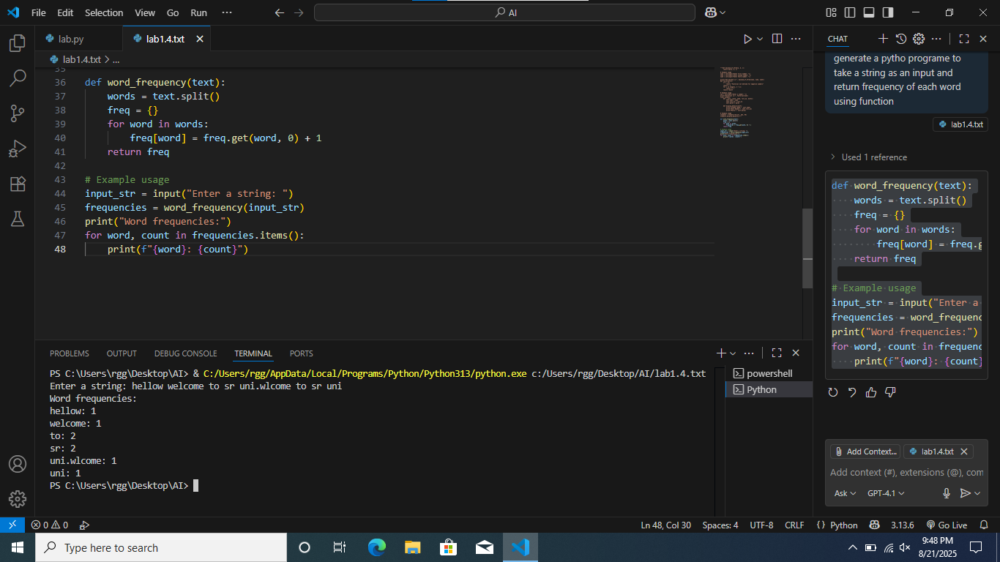 File Edit Selection View Go Run ···
AI
lab.py
lab1.4.txt
lab1.4.txt > ...
35
36 def word_frequency(text):
37 words = text.split()
38 freq = {}
39 for word in words:
40 freq[word] = freq.get(word, 0) + 1
41 return freq
42
43 # Example usage
44 input_str = input("Enter a string: ")
45 frequencies = word_frequency(input_str)
46 print("Word frequencies:")
47 for word, count in frequencies.items():
48 print(f"{word}: {count}")
PROBLEMS OUTPUT DEBUG CONSOLE TERMINAL PORTS
PS C:\Users\rgg\Desktop\AI> & C:/Users/rgg/AppData/Local/Programs/Python/Python313/python.exe c:/Users/rgg/Desktop/AI/lab1.4.txt
Enter a string: hellow welcome to sr uni.wlcome to sr uni
Word frequencies:
hellow: 1
welcome: 1
to: 2
sr: 2
uni.wlcome: 1
uni: 1
PS C:\Users\rgg\Desktop\AI>
powershell
Python
CHAT
generate a pytho programe to
take a string as an input and
return frequency of each word
using function
lab1.4.txt
> Used 1 reference
def word_frequency(text):
words = text.split()
freq = {}
for word in words:
freq[word] = freq.g
return freq
# Example usage
input_str = input("Enter a
frequencies = word_frequenc
print("Word frequencies:")
for word, count in frequenc
print(f"{word}: {count}
Add Context...
lab1.4.txt
Add context (#), extensions (@), com
Ask
GPT-4.1
0 0
Ln 48, Col 30
Spaces: 4
UTF-8
CRLF
{} Python
3.13.6
Go Live
Type here to search
9:48 PM
8/21/2025